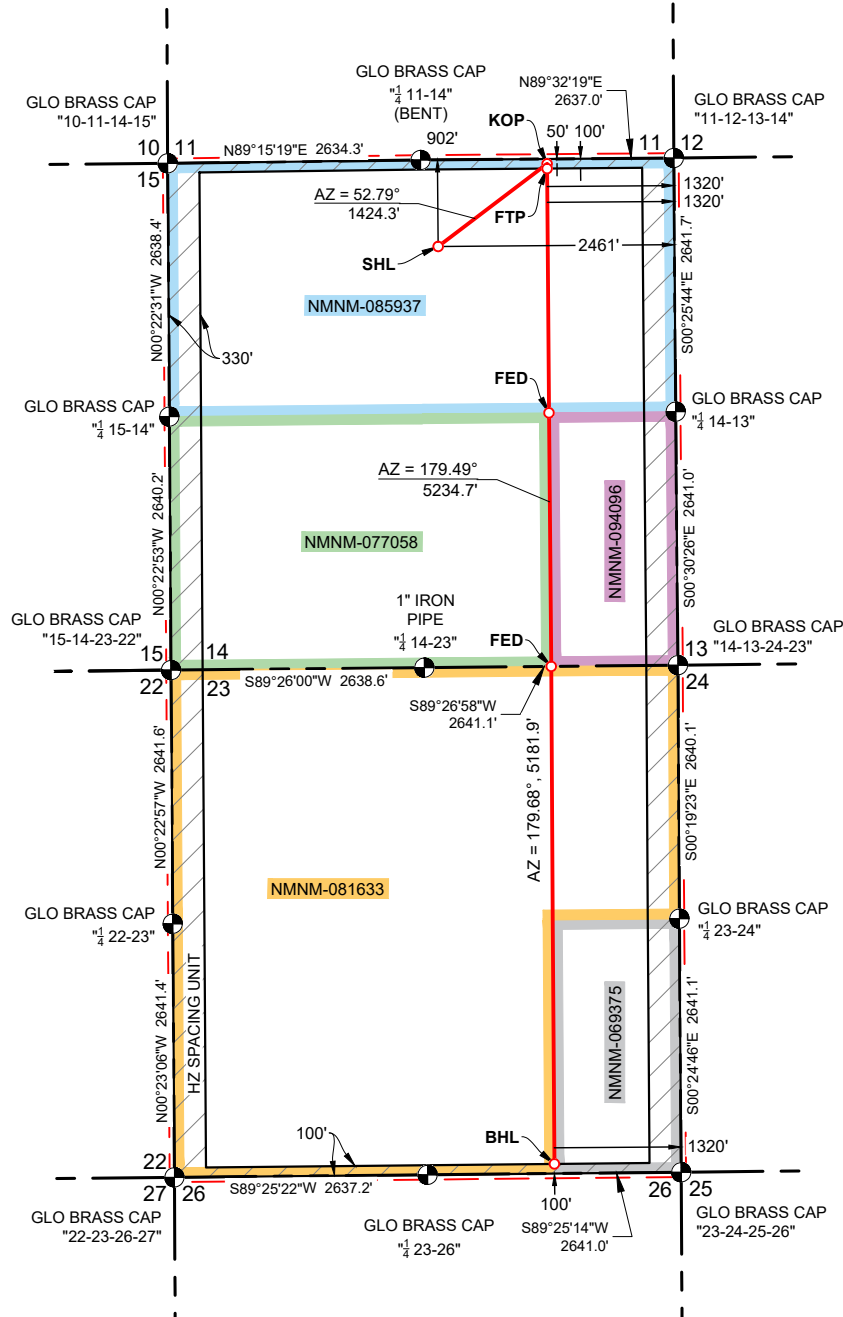 GLO BRASS CAP
"¼ 11-14"
(BENT)
902'
N89°32'19"E
2637.0'
GLO BRASS CAP
"10-11-14-15"
GLO BRASS CAP
"11-12-13-14"
KOP
50'
100'
10
11
15
N89°15'19"E 2634.3'
11
12
AZ = 52.79°
1424.3'
FTP
1320'
1320'
SHL
2461'
N00°22'31"W 2638.4'
S00°25'44"E 2641.7'
NMNM-085937
330'
FED
GLO BRASS CAP
"¼ 15-14"
GLO BRASS CAP
"¼ 14-13"
AZ = 179.49°
5234.7'
N00°22'53"W 2640.2'
NMNM-077058
NMNM-094096
S00°30'26"E 2641.0'
1" IRON
PIPE
"¼ 14-23"
GLO BRASS CAP
"15-14-23-22"
FED
GLO BRASS CAP
"14-13-24-23"
15
14
13
22
23
24
S89°26'00"W 2638.6'
S89°26'58"W
2641.1'
N00°22'57"W 2641.6'
AZ = 179.68°, 5181.9'
S00°19'23"E 2640.1'
NMNM-081633
GLO BRASS CAP
"¼ 22-23"
GLO BRASS CAP
"¼ 23-24"
N00°23'06"W 2641.4'
HZ SPACING UNIT
NMNM-069375
S00°24'46"E 2641.1'
100'
BHL
1320'
22
27
26
S89°25'22"W 2637.2'
100'
26
25
GLO BRASS CAP
"22-23-26-27"
GLO BRASS CAP
"¼ 23-26"
S89°25'14"W
2641.0'
GLO BRASS CAP
"23-24-25-26"